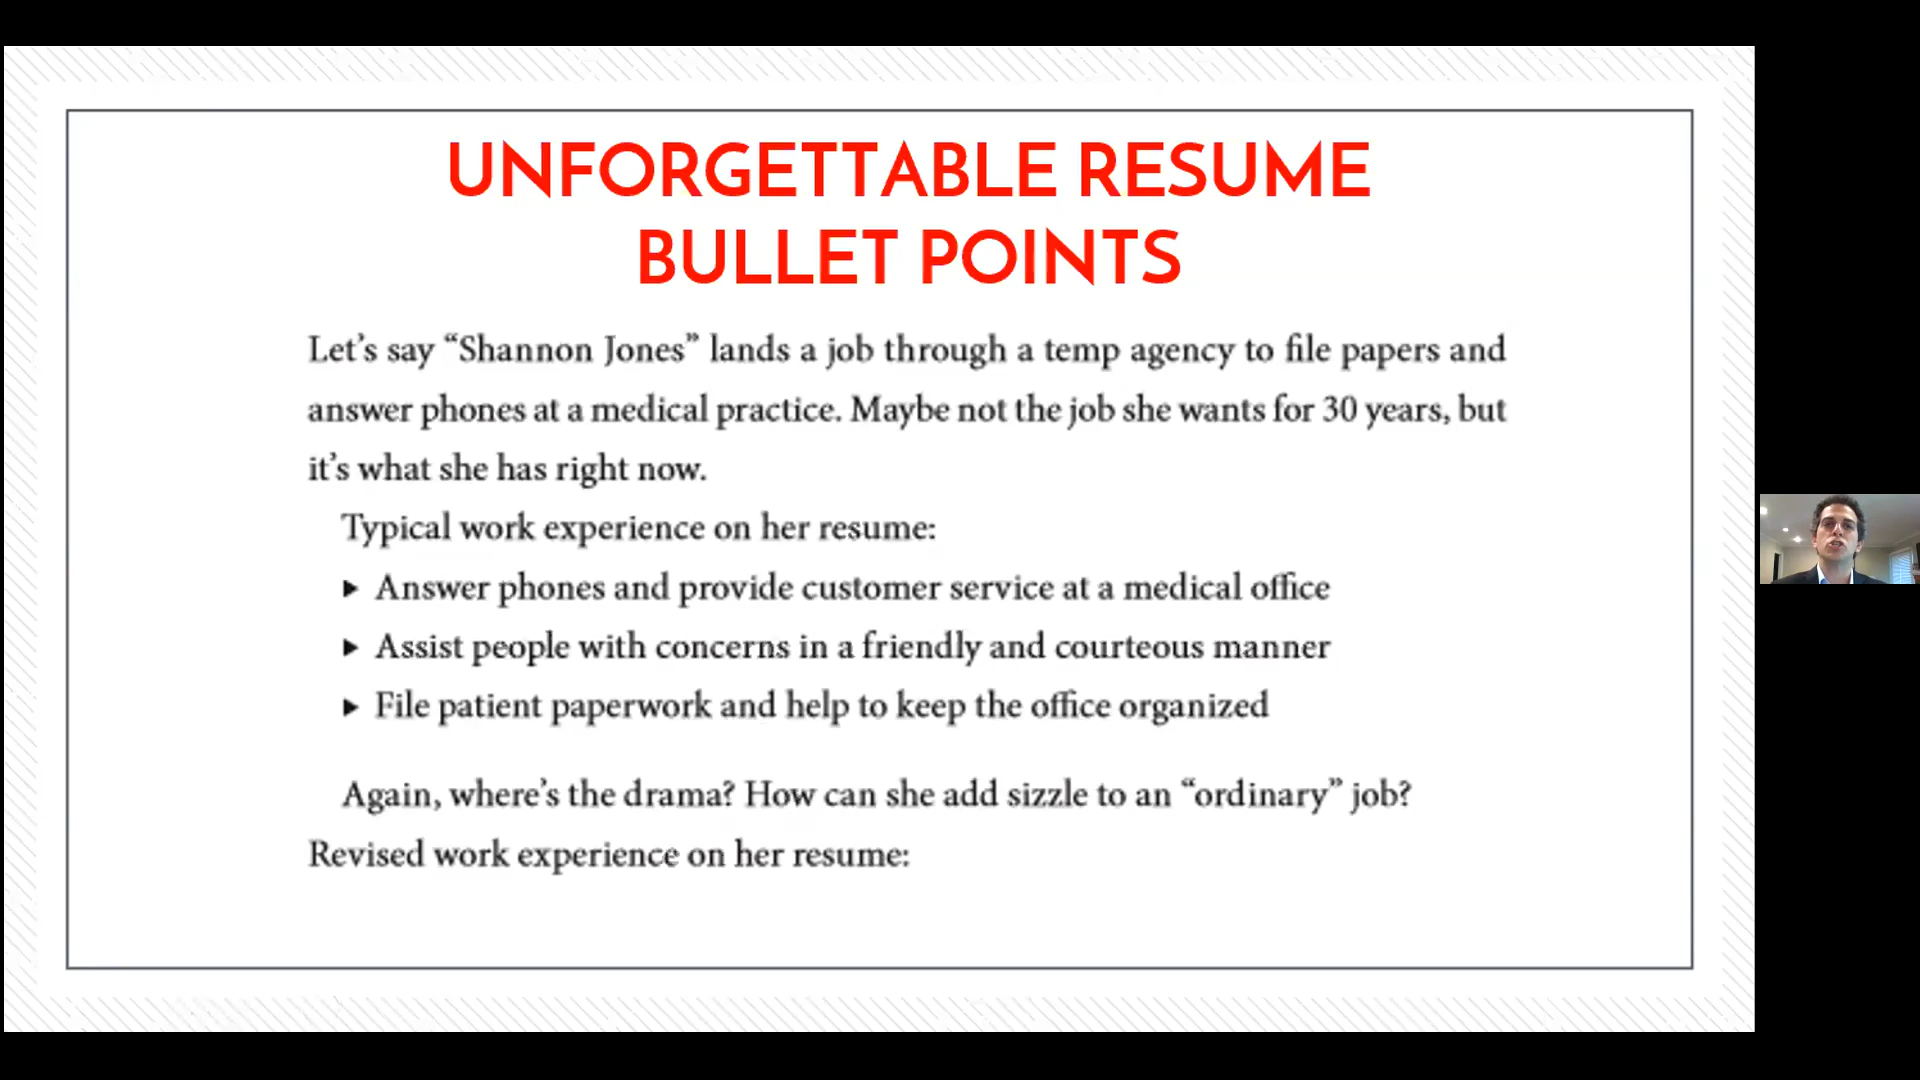 UNFORGETTABLE RESUME
BULLET POINTS
Let’s say “Shannon Jones” lands a job through a temp agency to file papers and
answer phones at a medical practice. Maybe not the job she wants for 30 years, but
it’s what she has right now.
Typical work experience on her resume:
▶ Answer phones and provide customer service at a medical office
▶ Assist people with concerns in a friendly and courteous manner
▶ File patient paperwork and help to keep the office organized
Again, where’s the drama? How can she add sizzle to an “ordinary” job?
Revised work experience on her resume: